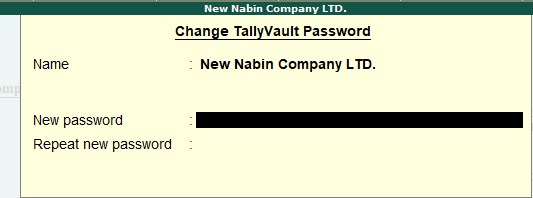 New Nabin Company LTD.
Change TallyVault Password
Name : New Nabin Company LTD.
New password :
Repeat new password :